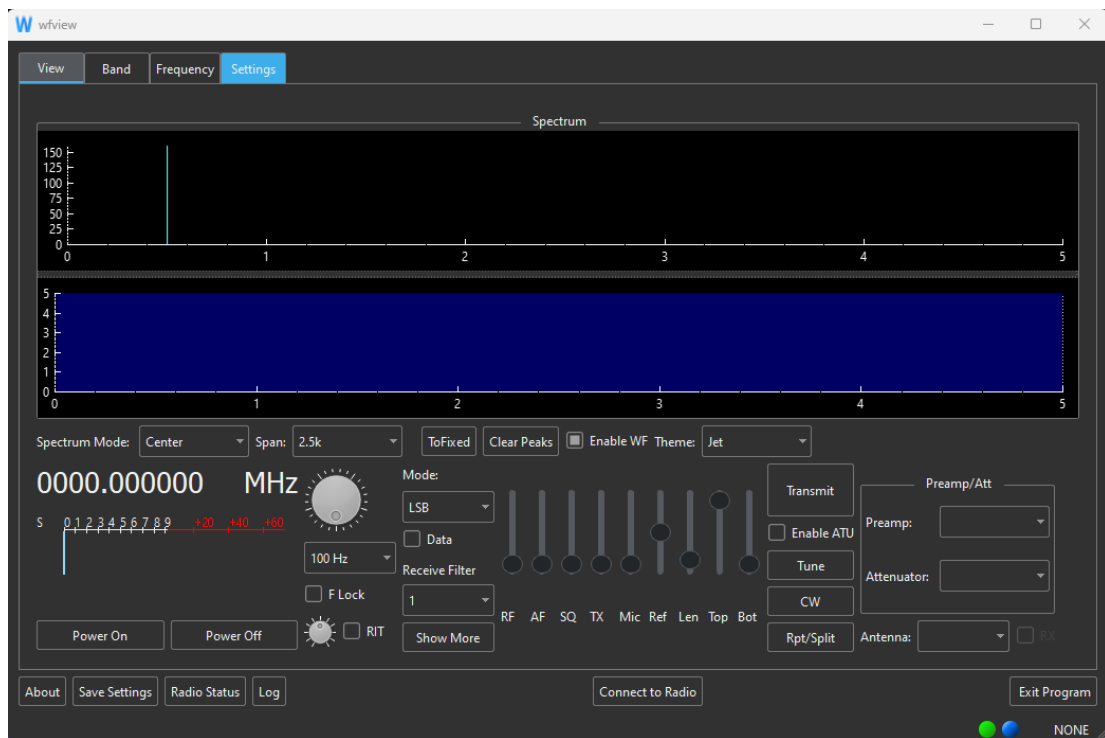 wfview
View Band Frequency Settings
Spectrum
150
125
100
75
50
25
0
0 1 2 3 4 5
5
4
3
2
1
0
0 1 2 3 4 5
Spectrum Mode: Center Span: 2.5k ToFixed Clear Peaks Enable WF Theme: Jet
0000.000000 MHz
S 0 1 2 3 4 5 6 7 8 9 +20 +40 +60
100 Hz
F Lock
Power On Power Off RIT
Mode:
LSB
Data
Receive Filter
1
Show More
RF AF SQ TX Mic Ref Len Top Bot
Transmit
Enable ATU
Tune
CW
Rpt/Split
Preamp/Att
Preamp:
Attenuator:
Antenna: RX
About Save Settings Radio Status Log Connect to Radio Exit Program
NONE